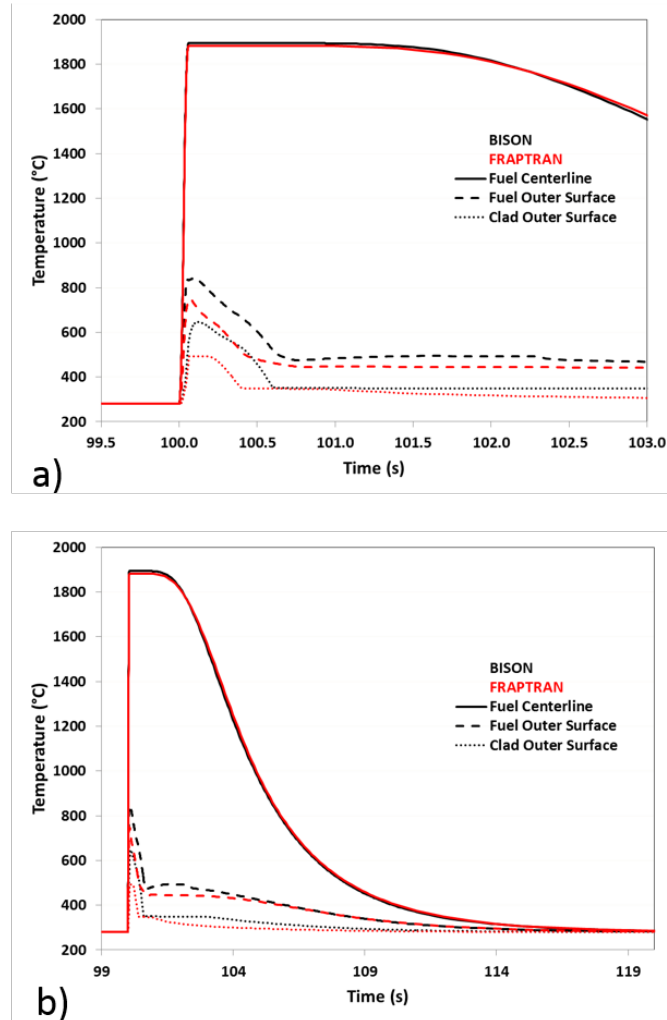 2000
1800
1600
1400
1200
1000
800
600
400
200
Temperature (°C)
BISON
FRAPTRAN
Fuel Centerline
Fuel Outer Surface
Clad Outer Surface
99.5 100.0 100.5 101.0 101.5 102.0 102.5 103.0
Time (s)
a)
2000
1800
1600
1400
1200
1000
800
600
400
200
Temperature (°C)
BISON
FRAPTRAN
Fuel Centerline
Fuel Outer Surface
Clad Outer Surface
99 104 109 114 119
Time (s)
b)